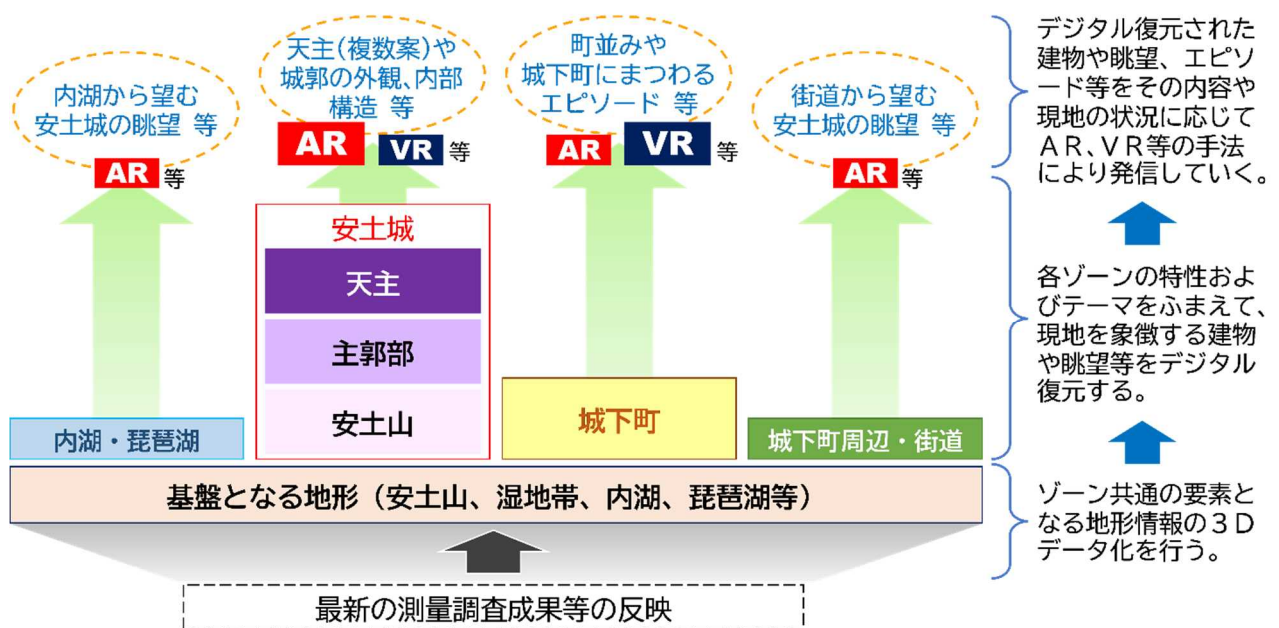 内湖から望む
安土城の眺望 等
AR 等
天主(複数案)や
城郭の外観、内部
構造 等
AR VR 等
町並みや
城下町にまつわる
エピソード 等
AR VR 等
街道から望む
安土城の眺望 等
AR 等
安土城
天主
主郭部
安土山
内湖・琵琶湖
城下町
城下町周辺・街道
基盤となる地形（安土山、湿地帯、内湖、琵琶湖等）
最新の測量調査成果等の反映
デジタル復元された
建物や眺望、エピソ
ード等をその内容や
現地の状況に応じて
ＡＲ、ＶＲ等の手法
により発信していく。
各ゾーンの特性およ
びテーマをふまえて、
現地を象徴する建物
や眺望等をデジタル
復元する。
ゾーン共通の要素と
なる地形情報の３Ｄ
データ化を行う。